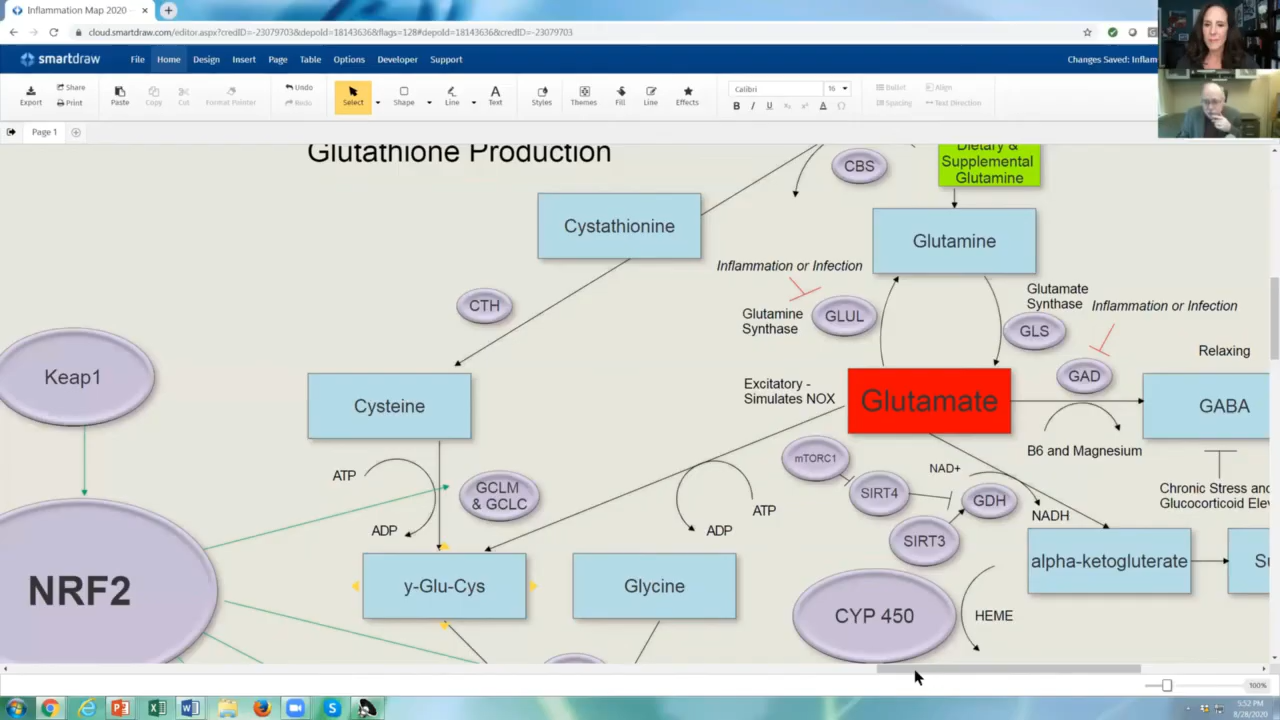 Inflammation Map 2020 -
cloud.smartdraw.com/editor.aspx?credID=-23079703&depoId=18143636&flags=128#depoId=18143636&credID=-23079703
smartdraw
File Home Design Insert Page Table Options Developer Support
Changes Saved: Inflam
Export
Share
Print
Paste
Copy
Cut
Format Painter
Undo
Redo
Select
Shape
Line
Text
Styles
Themes
Fill
Line
Effects
Calibri 16
B I U x₂ x² A Ω
Bullet Align
Spacing Text Direction
Page 1
Glutathione Production
CBS
Dietary &
Supplemental
Glutamine
Cystathionine
Glutamine
Inflammation or Infection
CTH
Glutamine
Synthase
GLUL
Glutamate
Synthase
Inflammation or Infection
GLS
Relaxing
Keap1
GAD
Cysteine
Excitatory -
Simulates NOX
Glutamate
GABA
B6 and Magnesium
ATP
GCLM
& GCLC
mTORC1
NAD+
SIRT4
GDH
Chronic Stress and
Glucocoritoid Ele
ADP
ATP
ADP
NADH
SIRT3
NRF2
y-Glu-Cys
Glycine
alpha-ketogluterate
CYP 450
HEME
100%
5:52 PM
8/28/2020